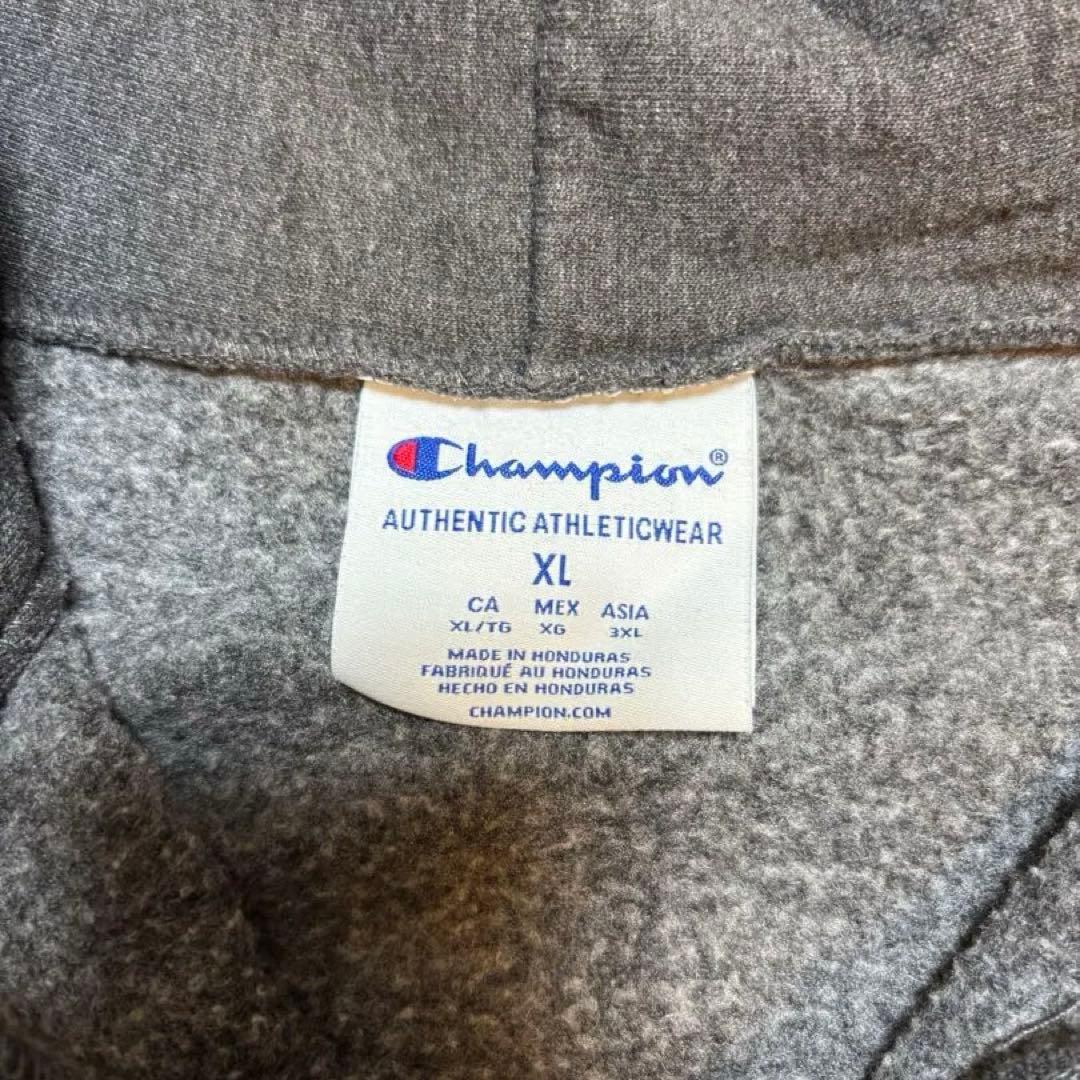 Champion®
AUTHENTIC ATHLETICWEAR
XL
CA MEX ASIA
XL/TG XG 3XL
MADE IN HONDURAS
FABRIQUÉ AU HONDURAS
HECHO EN HONDURAS
CHAMPION.COM